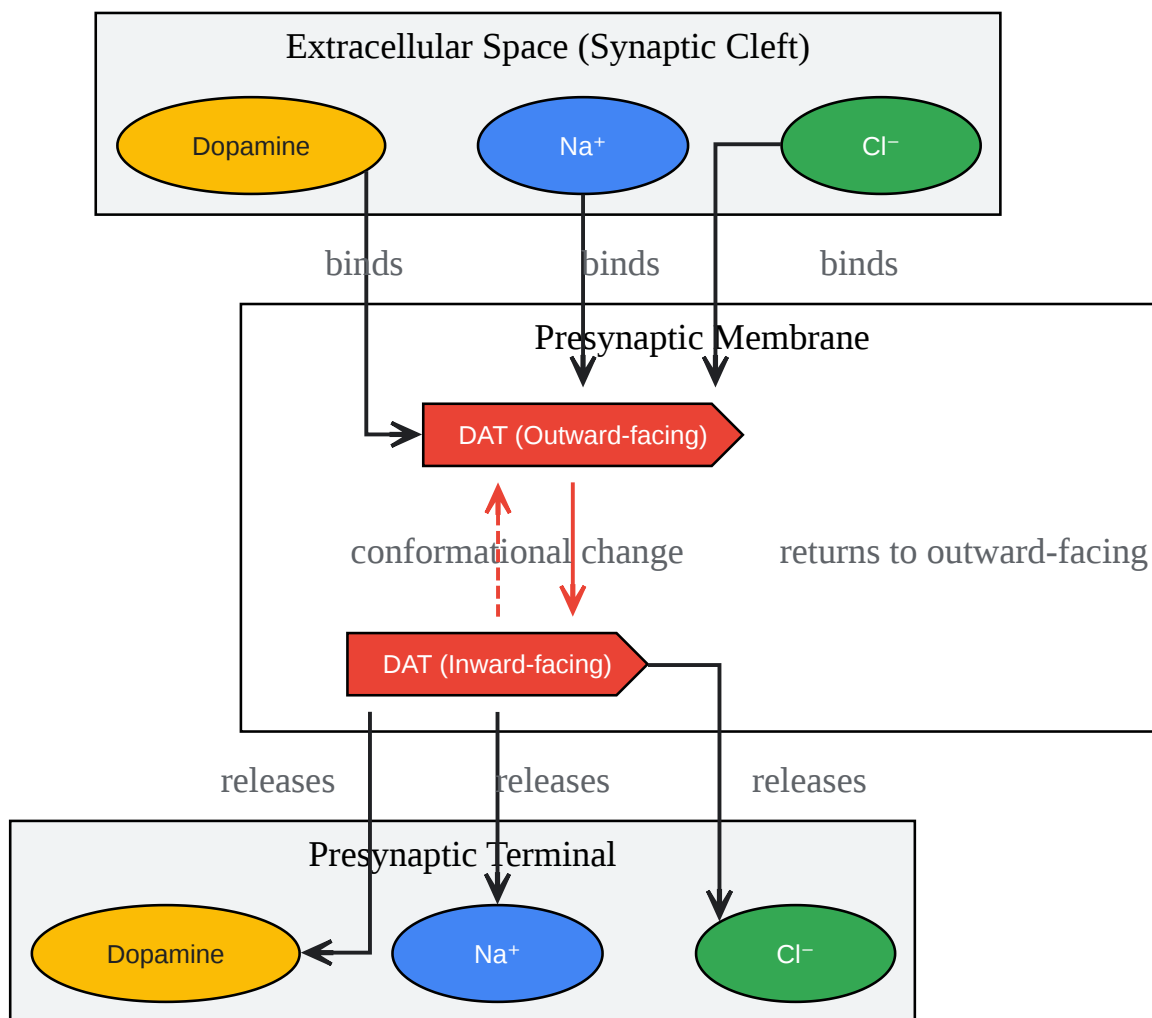 Extracellular Space (Synaptic Cleft)
Dopamine
Na⁺
Cl⁻
binds
binds
binds
Presynaptic Membrane
DAT (Outward-facing)
conformational change
returns to outward-facing
DAT (Inward-facing)
releases
releases
releases
Presynaptic Terminal
Dopamine
Na⁺
Cl⁻